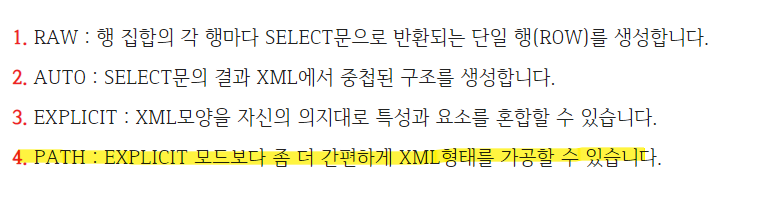 1. RAW : 행 집합의 각 행마다 SELECT문으로 반환되는 단일 행(ROW)를 생성합니다.
2. AUTO : SELECT문의 결과 XML에서 중첩된 구조를 생성합니다.
3. EXPLICIT : XML모양을 자신의 의지대로 특성과 요소를 혼합할 수 있습니다.
4. PATH : EXPLICIT 모드보다 좀 더 간편하게 XML형태를 가공할 수 있습니다.